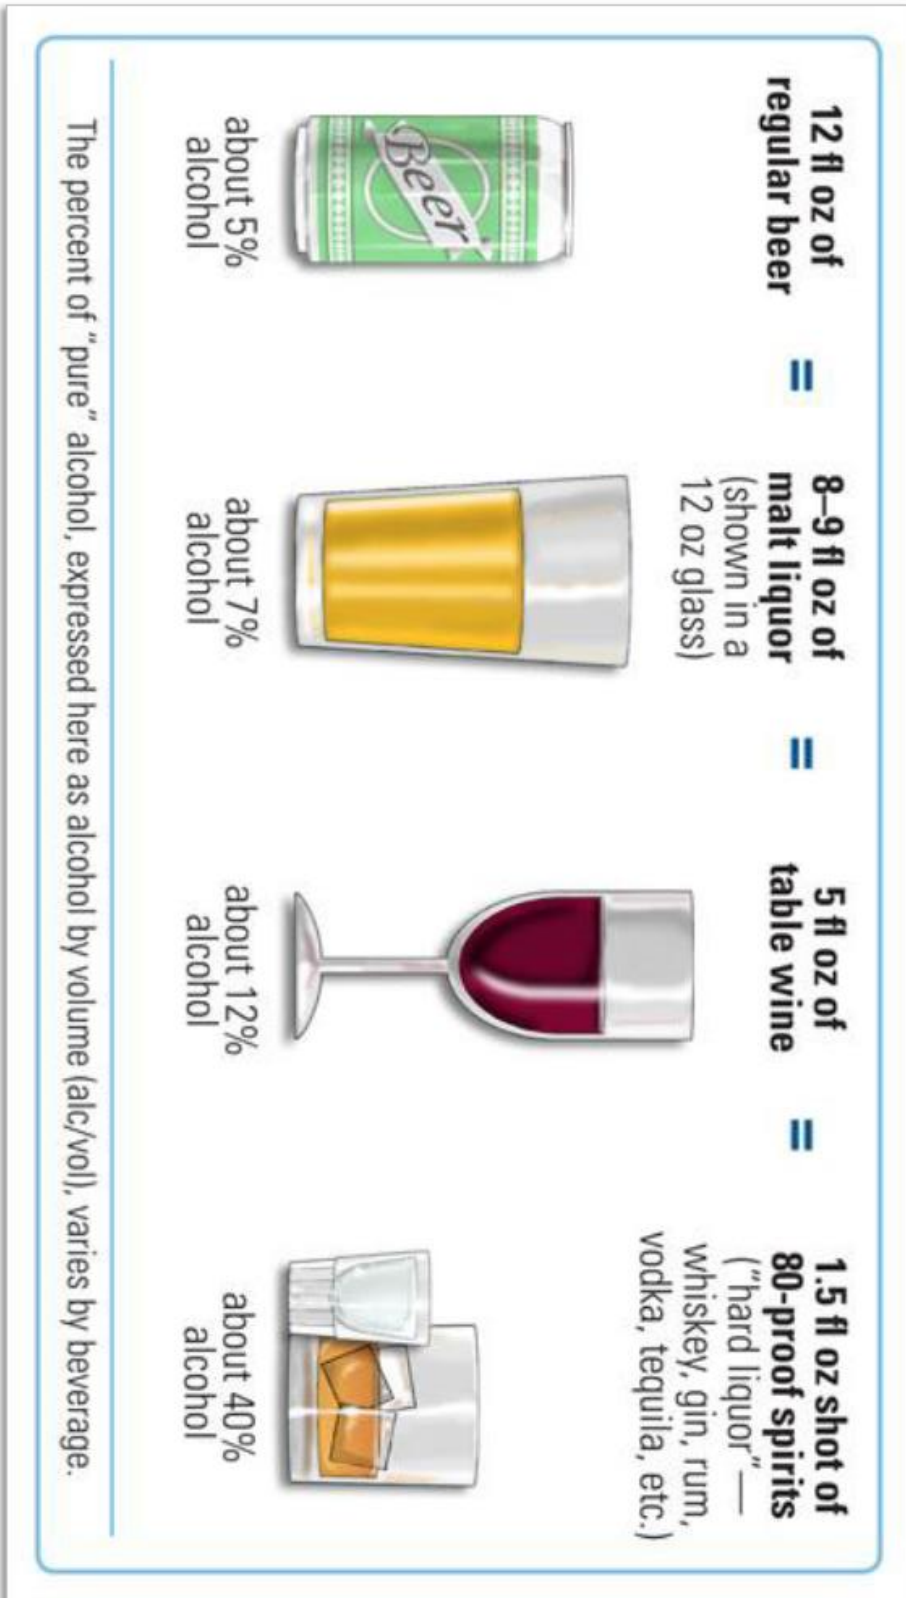 12 fl oz of
regular beer
=
8–9 fl oz of
malt liquor
(shown in a
12 oz glass)
=
5 fl oz of
table wine
=
1.5 fl oz shot of
80-proof spirits
("hard liquor"—
whiskey, gin, rum,
vodka, tequila, etc.)
Beer
about 5%
alcohol
about 7%
alcohol
about 12%
alcohol
about 40%
alcohol
The percent of “pure” alcohol, expressed here as alcohol by volume (alc/vol), varies by beverage.